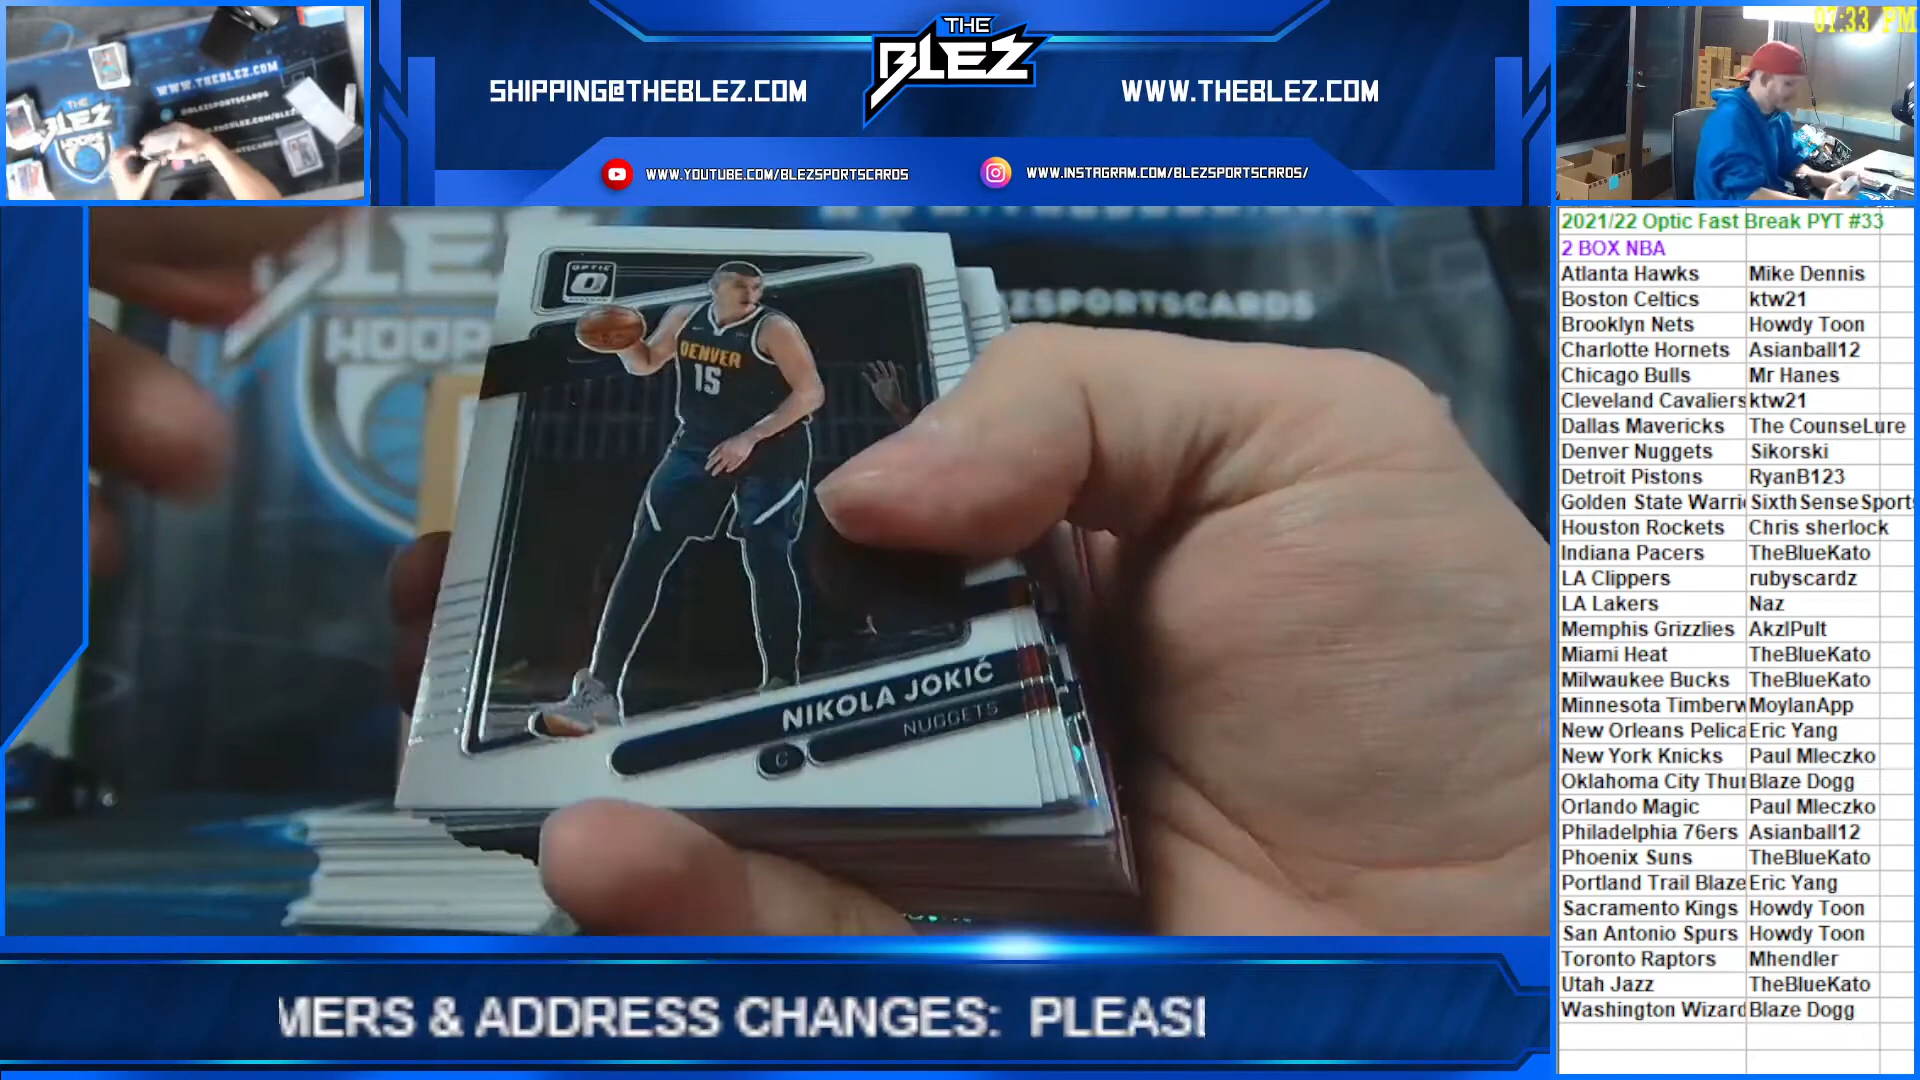 WWW.THEBLEZ.COM
THE
BLEZ
HOOPS
SHIPPING@THEBLEZ.COM
THE
BLEZ
WWW.THEBLEZ.COM
WWW.YOUTUBE.COM/BLEZSPORTSCARDS
WWW.INSTAGRAM.COM/BLEZSPORTSCARDS/
07:33 PM
OPTIC
DENVER
15
NIKOLA JOKIĆ
NUGGETS
C
ZSPORTSCARDS
HOOP
MERS & ADDRESS CHANGES: PLEAS
2021/22 Optic Fast Break PYT #33
2 BOX NBA
Atlanta Hawks Mike Dennis
Boston Celtics ktw21
Brooklyn Nets Howdy Toon
Charlotte Hornets Asianball12
Chicago Bulls Mr Hanes
Cleveland Cavaliers ktw21
Dallas Mavericks The CounseLure
Denver Nuggets Sikorski
Detroit Pistons RyanB123
Golden State Warri SixthSenseSport
Houston Rockets Chris sherlock
Indiana Pacers TheBlueKato
LA Clippers rubyscardz
LA Lakers Naz
Memphis Grizzlies AkzlPult
Miami Heat TheBlueKato
Milwaukee Bucks TheBlueKato
Minnesota Timberw MoylanApp
New Orleans Pelica Eric Yang
New York Knicks Paul Mleczko
Oklahoma City Thu Blaze Dogg
Orlando Magic Paul Mleczko
Philadelphia 76ers Asianball12
Phoenix Suns TheBlueKato
Portland Trail Blaze Eric Yang
Sacramento Kings Howdy Toon
San Antonio Spurs Howdy Toon
Toronto Raptors Mhendler
Utah Jazz TheBlueKato
Washington Wizard Blaze Dogg